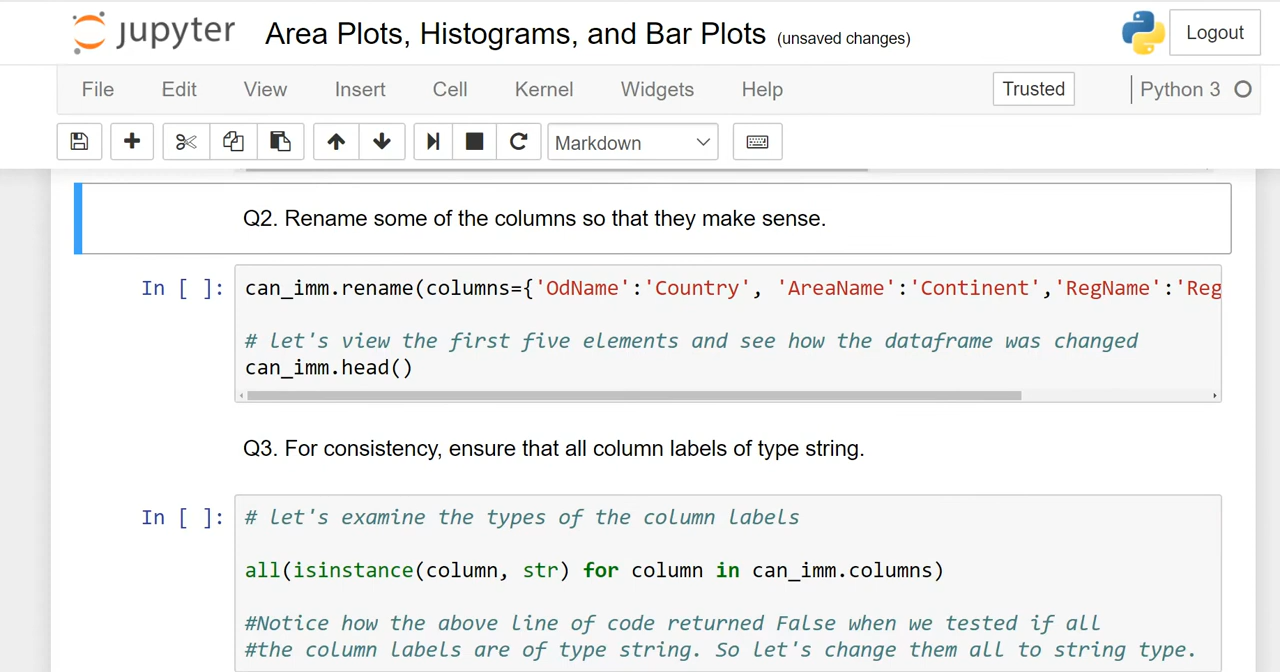 jupyter Area Plots, Histograms, and Bar Plots (unsaved changes) Logout
File Edit View Insert Cell Kernel Widgets Help Trusted Python 3
Markdown
Q2. Rename some of the columns so that they make sense.
In [ ]: can_imm.rename(columns={'OdName':'Country', 'AreaName':'Continent','RegName':'Reg
# let's view the first five elements and see how the dataframe was changed
can_imm.head()
Q3. For consistency, ensure that all column labels of type string.
In [ ]: # let's examine the types of the column labels
all(isinstance(column, str) for column in can_imm.columns)
#Notice how the above line of code returned False when we tested if all
#the column labels are of type string. So let's change them all to string type.